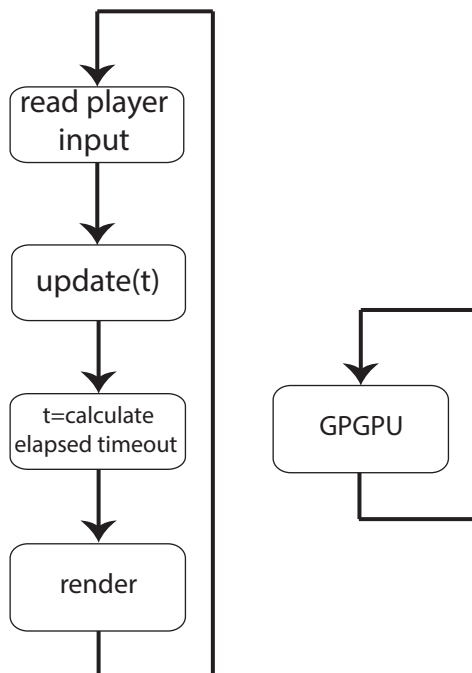 read player
input
update(t)
t=calculate
elapsed timeout
render
GPGPU